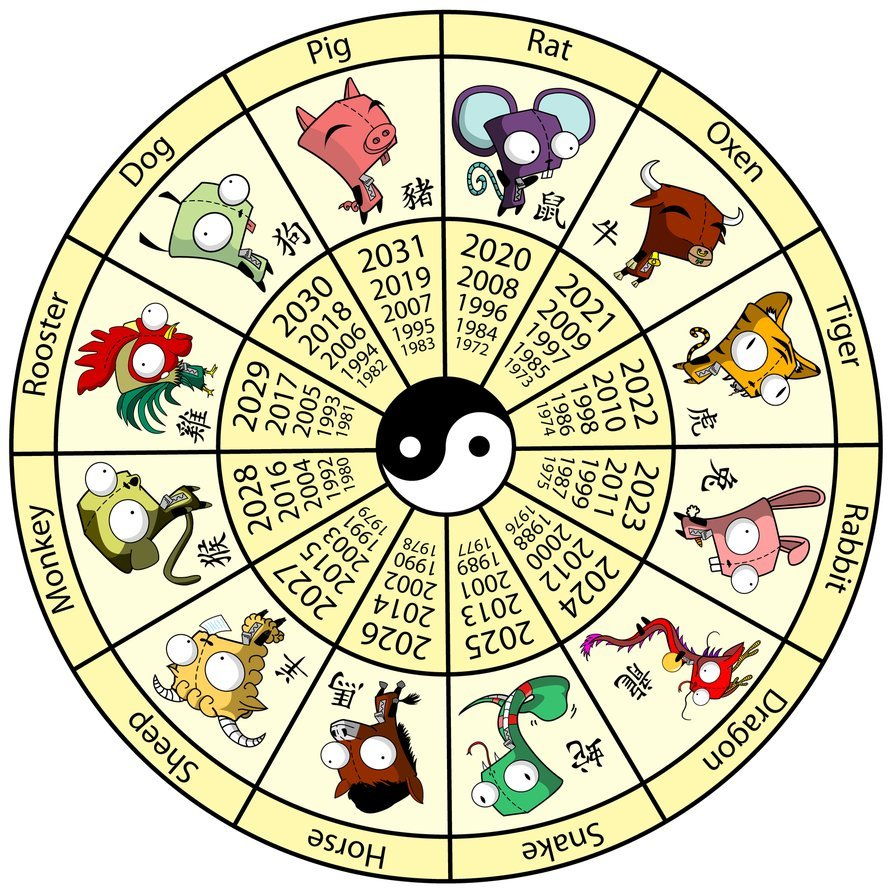 Rat
鼠
2020
2008
1996
1984
1972
Oxen
牛
2021
2009
1997
1985
1973
Tiger
虎
2022
2010
1998
1986
1974
Rabbit
兔
2023
2011
1999
1987
1975
Dragon
龍
2024
2012
2000
1988
1976
Snake
蛇
2025
2013
2001
1989
1977
Horse
馬
2026
2014
2002
1990
1978
Sheep
羊
2027
2015
2003
1991
1979
Monkey
猴
2028
2016
2004
1992
1980
Rooster
雞
2029
2017
2005
1993
1981
Dog
狗
2030
2018
2006
1994
1982
Pig
豬
2031
2019
2007
1995
1983